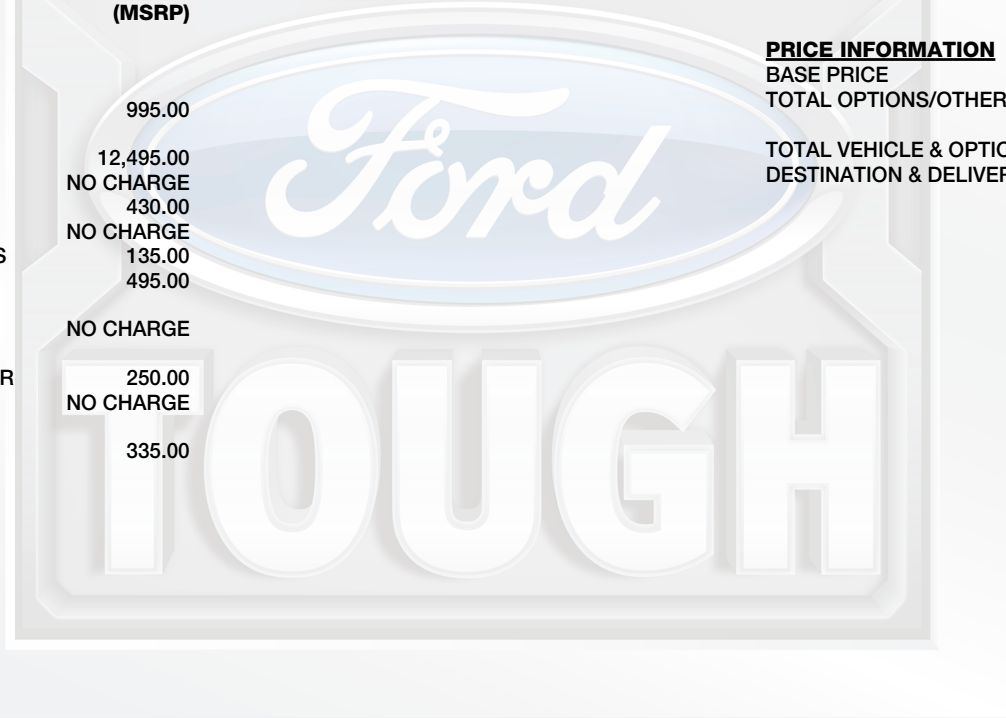 (MSRP)
995.00
12,495.00
NO CHARGE
430.00
NO CHARGE
S 135.00
495.00
NO CHARGE
R 250.00
NO CHARGE
335.00
PRICE INFORMATION
BASE PRICE
TOTAL OPTIONS/OTHER
TOTAL VEHICLE & OPTIO
DESTINATION & DELIVER
Ford
TOUGH